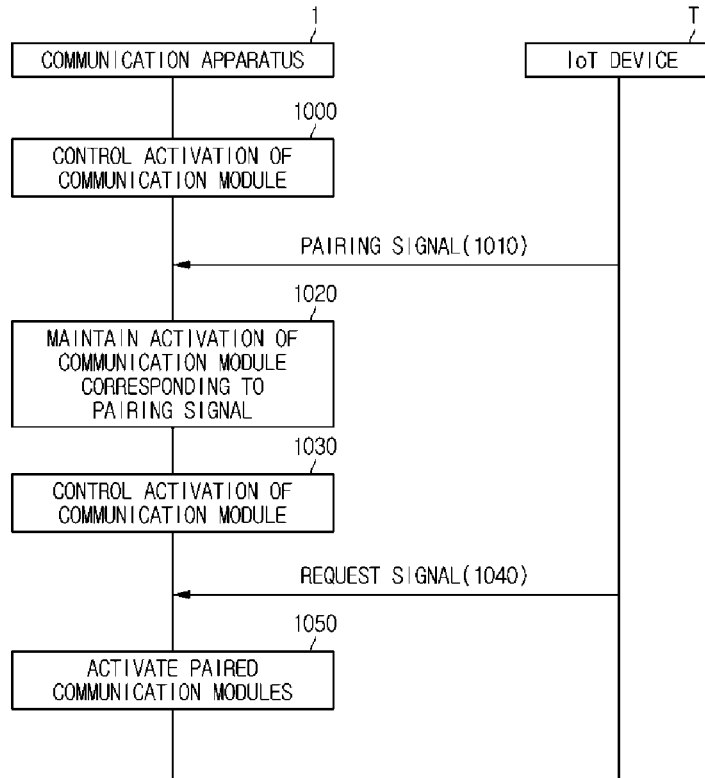 1
T
COMMUNICATION APPARATUS
IoT DEVICE
1000
CONTROL ACTIVATION OF
COMMUNICATION MODULE
PAIRING SIGNAL(1010)
1020
MAINTAIN ACTIVATION OF
COMMUNICATION MODULE
CORRESPONDING TO
PAIRING SIGNAL
1030
CONTROL ACTIVATION OF
COMMUNICATION MODULE
REQUEST SIGNAL(1040)
1050
ACTIVATE PAIRED
COMMUNICATION MODULES